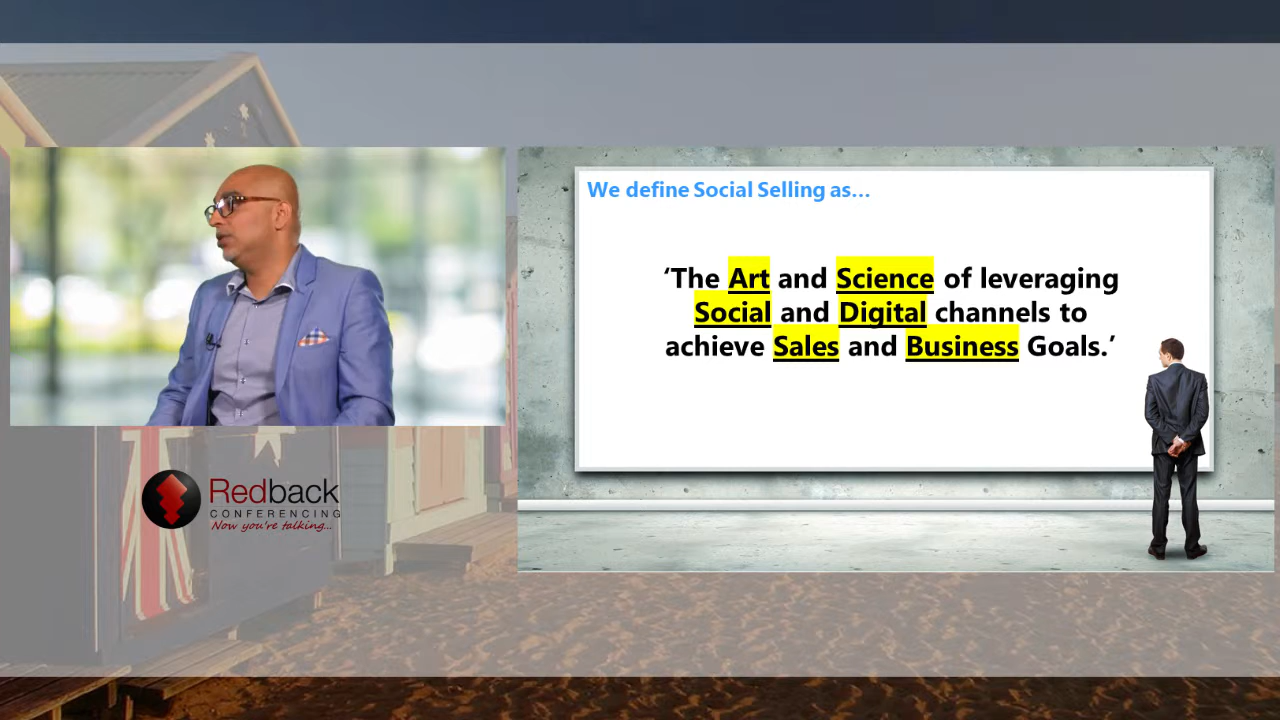 We define Social Selling as...
‘The Art and Science of leveraging
Social and Digital channels to
achieve Sales and Business Goals.’
Redback
CONFERENCING
Now you're talking...